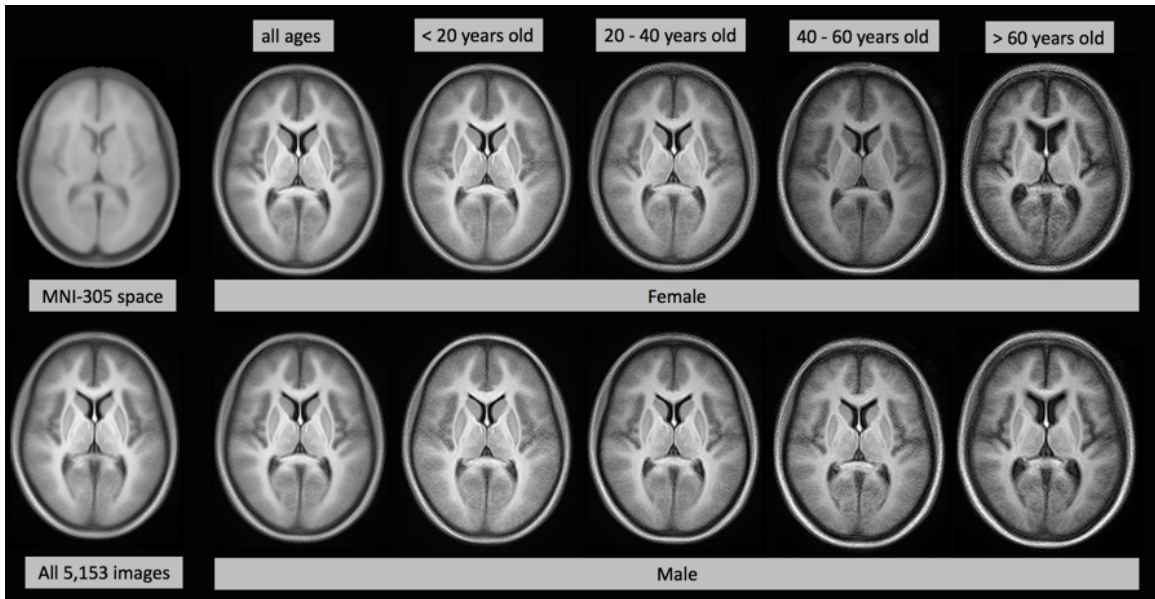 all ages
< 20 years old
20 - 40 years old
40 - 60 years old
> 60 years old
MNI-305 space
Female
All 5,153 images
Male